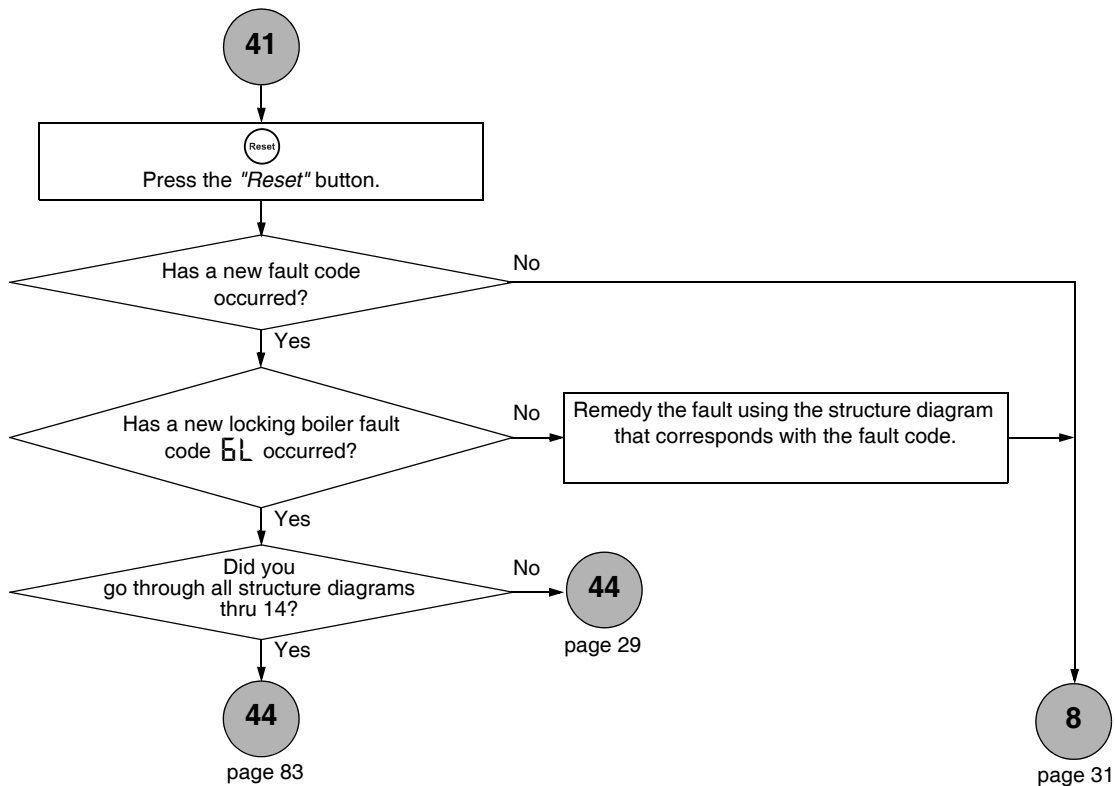 41
Reset
Press the "Reset" button.
Has a new fault code
occurred?
No
Yes
Has a new locking boiler fault
code 6L occurred?
No
Remedy the fault using the structure diagram
that corresponds with the fault code.
Yes
Did you
go through all structure diagrams
thru 14?
No
44
page 29
Yes
44
page 83
8
page 31